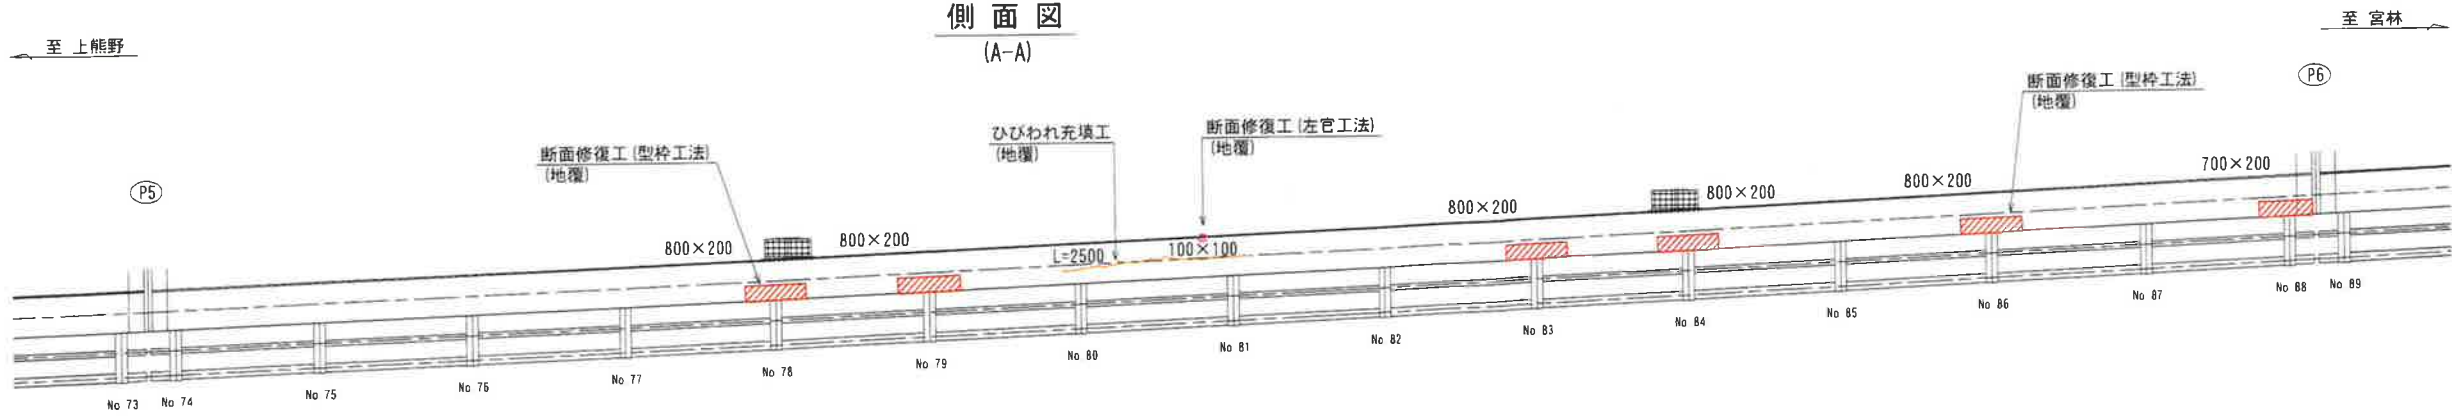 側面図
(A-A)
至 上熊野
至 宮林
P5
P6
断面修復工(型枠工法)
(地覆)
ひびわれ充填工
(地覆)
断面修復工(左官工法)
(地覆)
断面修復工(型枠工法)
(地覆)
800×200
800×200
L=2500
100×100
800×200
800×200
800×200
700×200
No 73
No 74
No 75
No 76
No 77
No 78
No 79
No 80
No 81
No 82
No 83
No 84
No 85
No 86
No 87
No 88
No 89